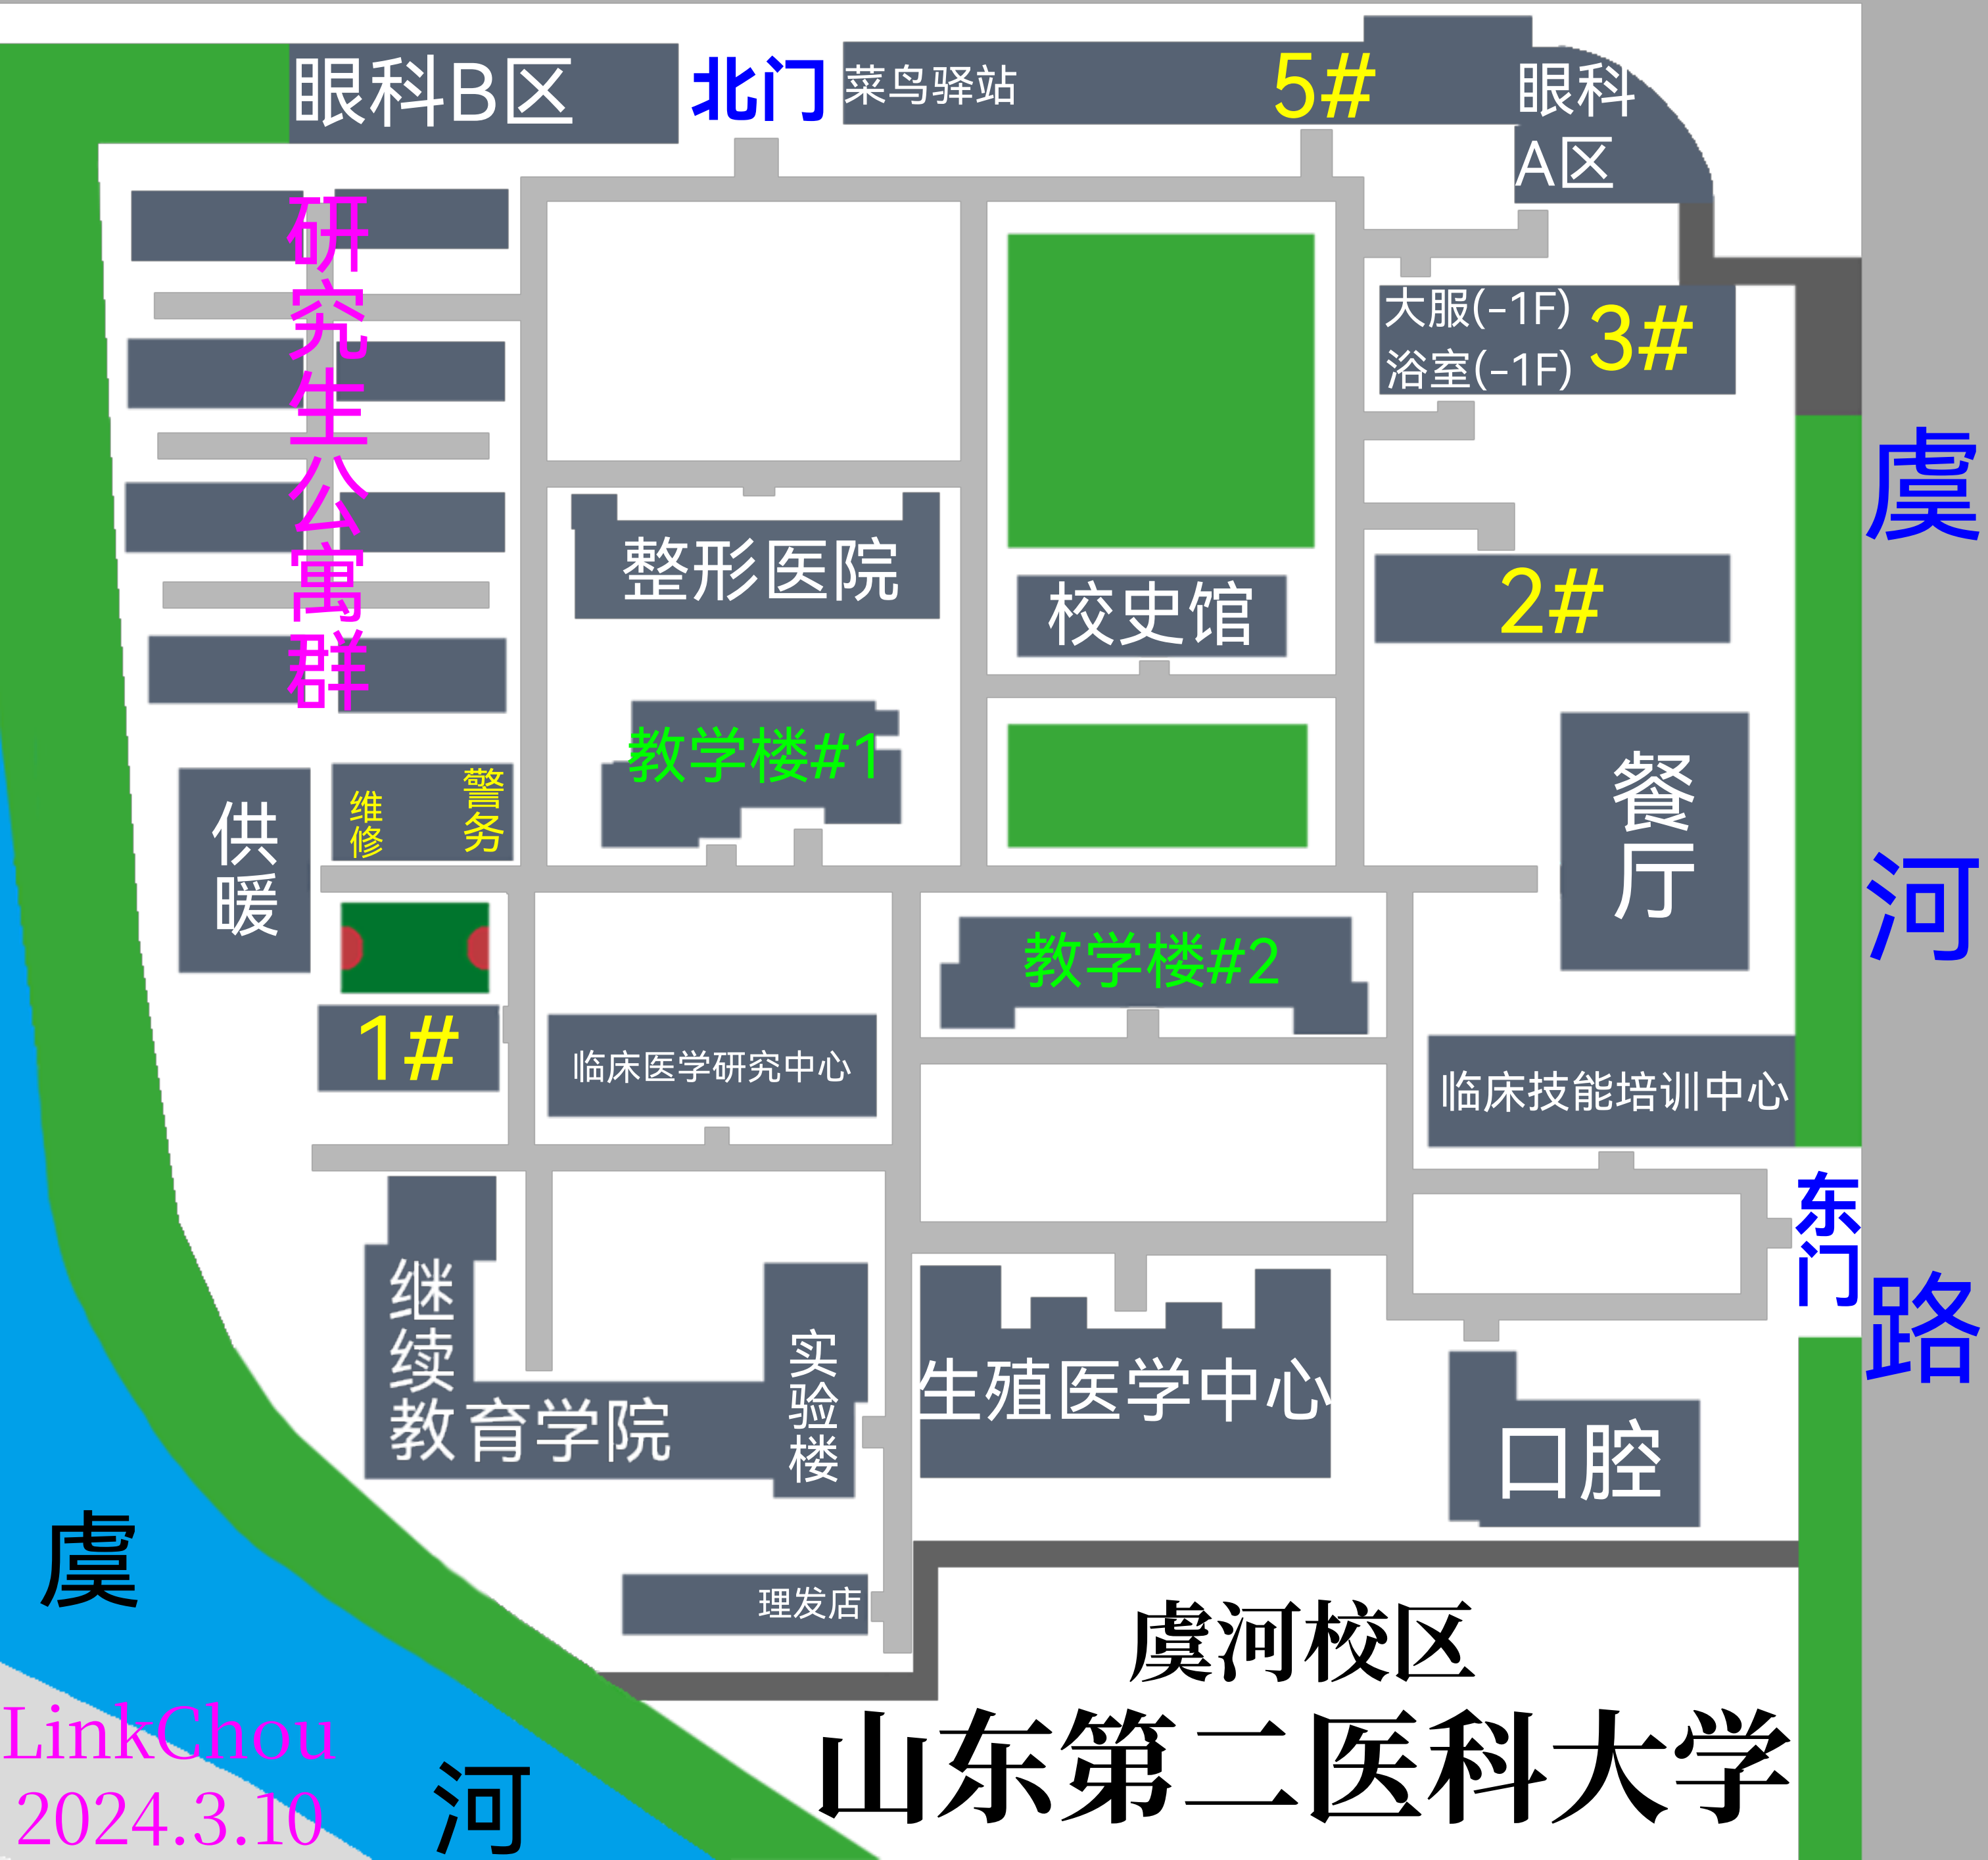 眼科B区
北门
菜鸟驿站
5#
眼科
A区
研究生公寓群
大服(-1F)
浴室(-1F)
3#
虞河路
整形医院
校史馆
2#
教学楼#1
餐厅
供暖
维修
警务
教学楼#2
1#
临床医学研究中心
临床技能培训中心
东门
继续
教育学院
实验楼
生殖医学中心
口腔
理发店
虞河
虞河校区
山东第二医科大学
LinkChou
2024.3.10